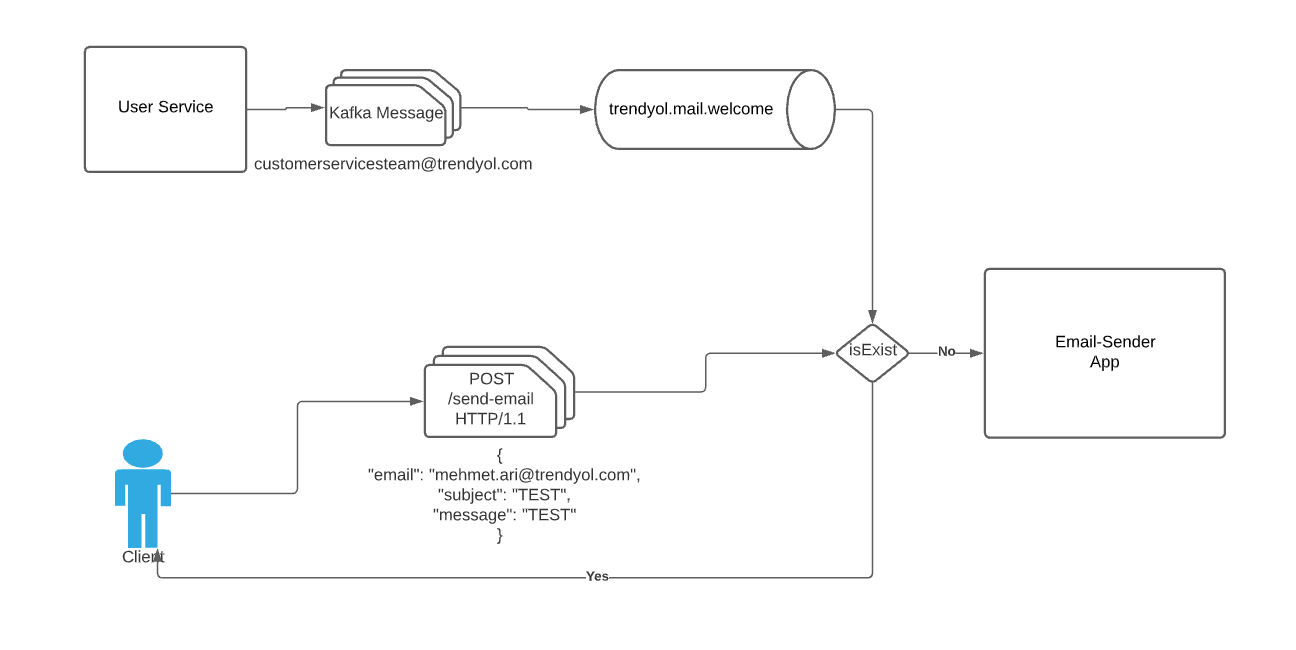 User Service
Kafka Message
trendyol.mail.welcome
customerservicesteam@trendyol.com
isExist
No
Email-Sender
App
POST
/send-email
HTTP/1.1
{
"email": "mehmet.ari@trendyol.com",
"subject": "TEST",
"message": "TEST"
}
Client
Yes